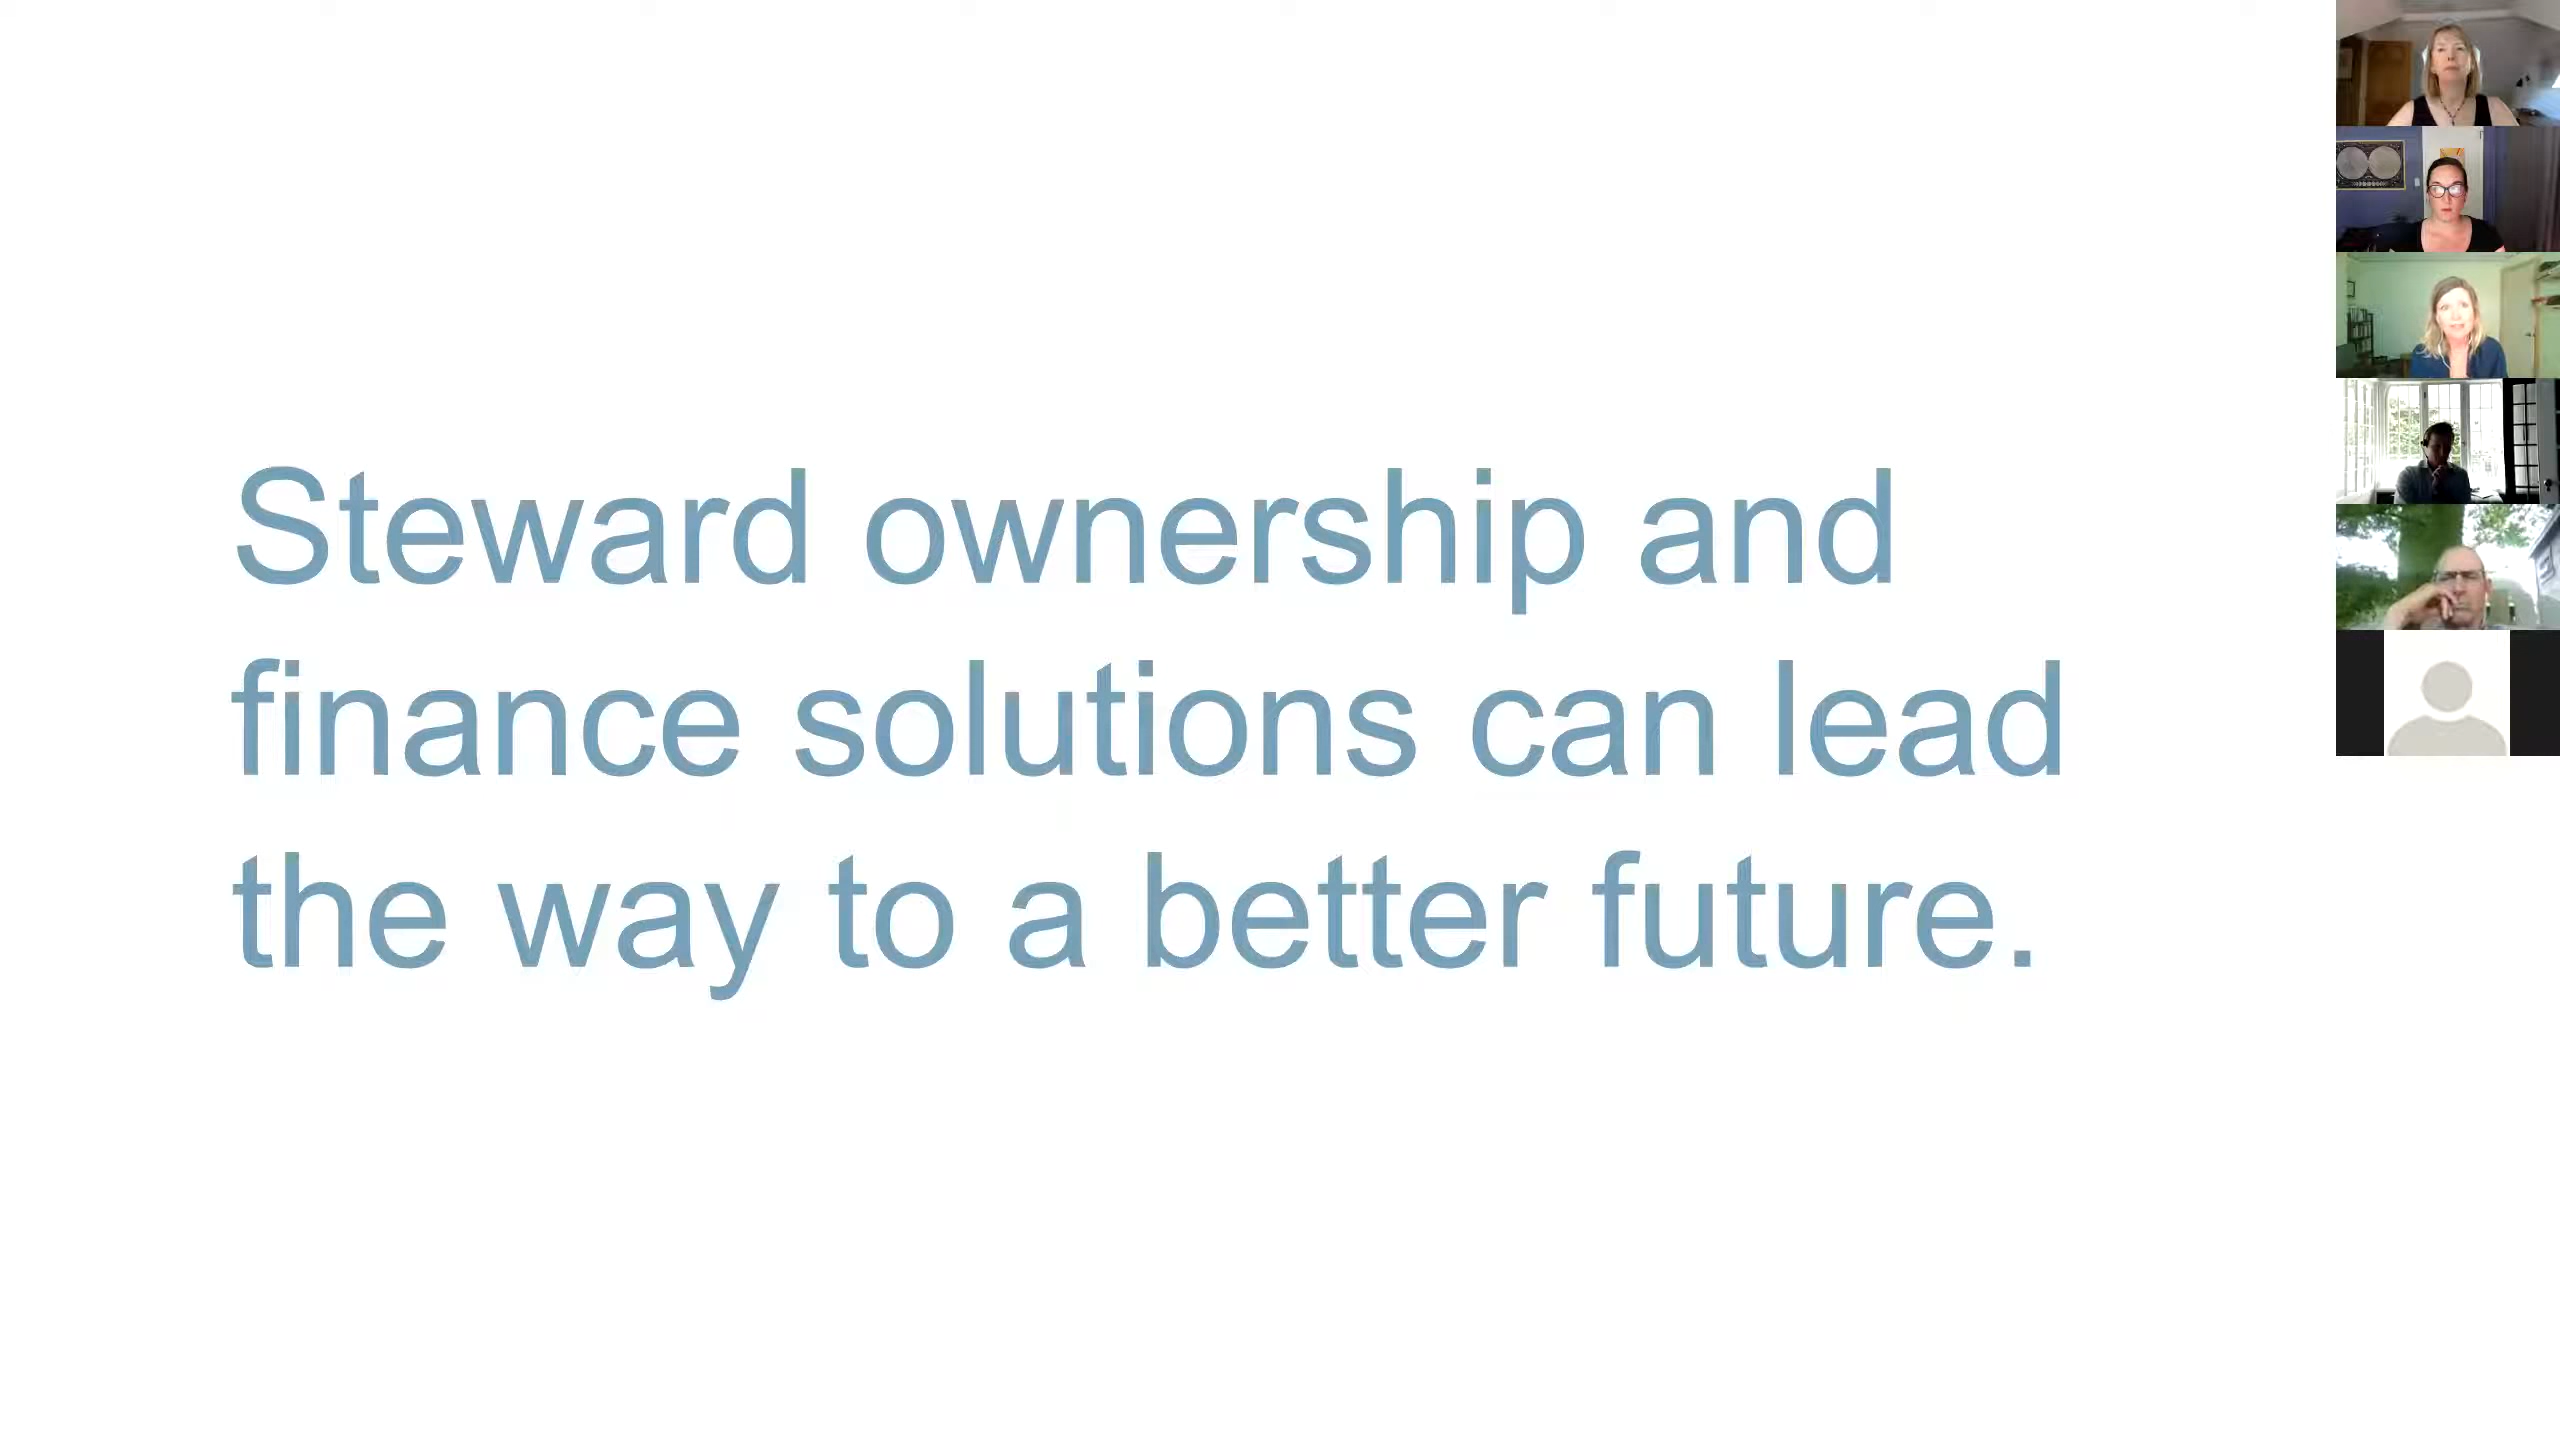 Steward ownership and
finance solutions can lead
the way to a better future.